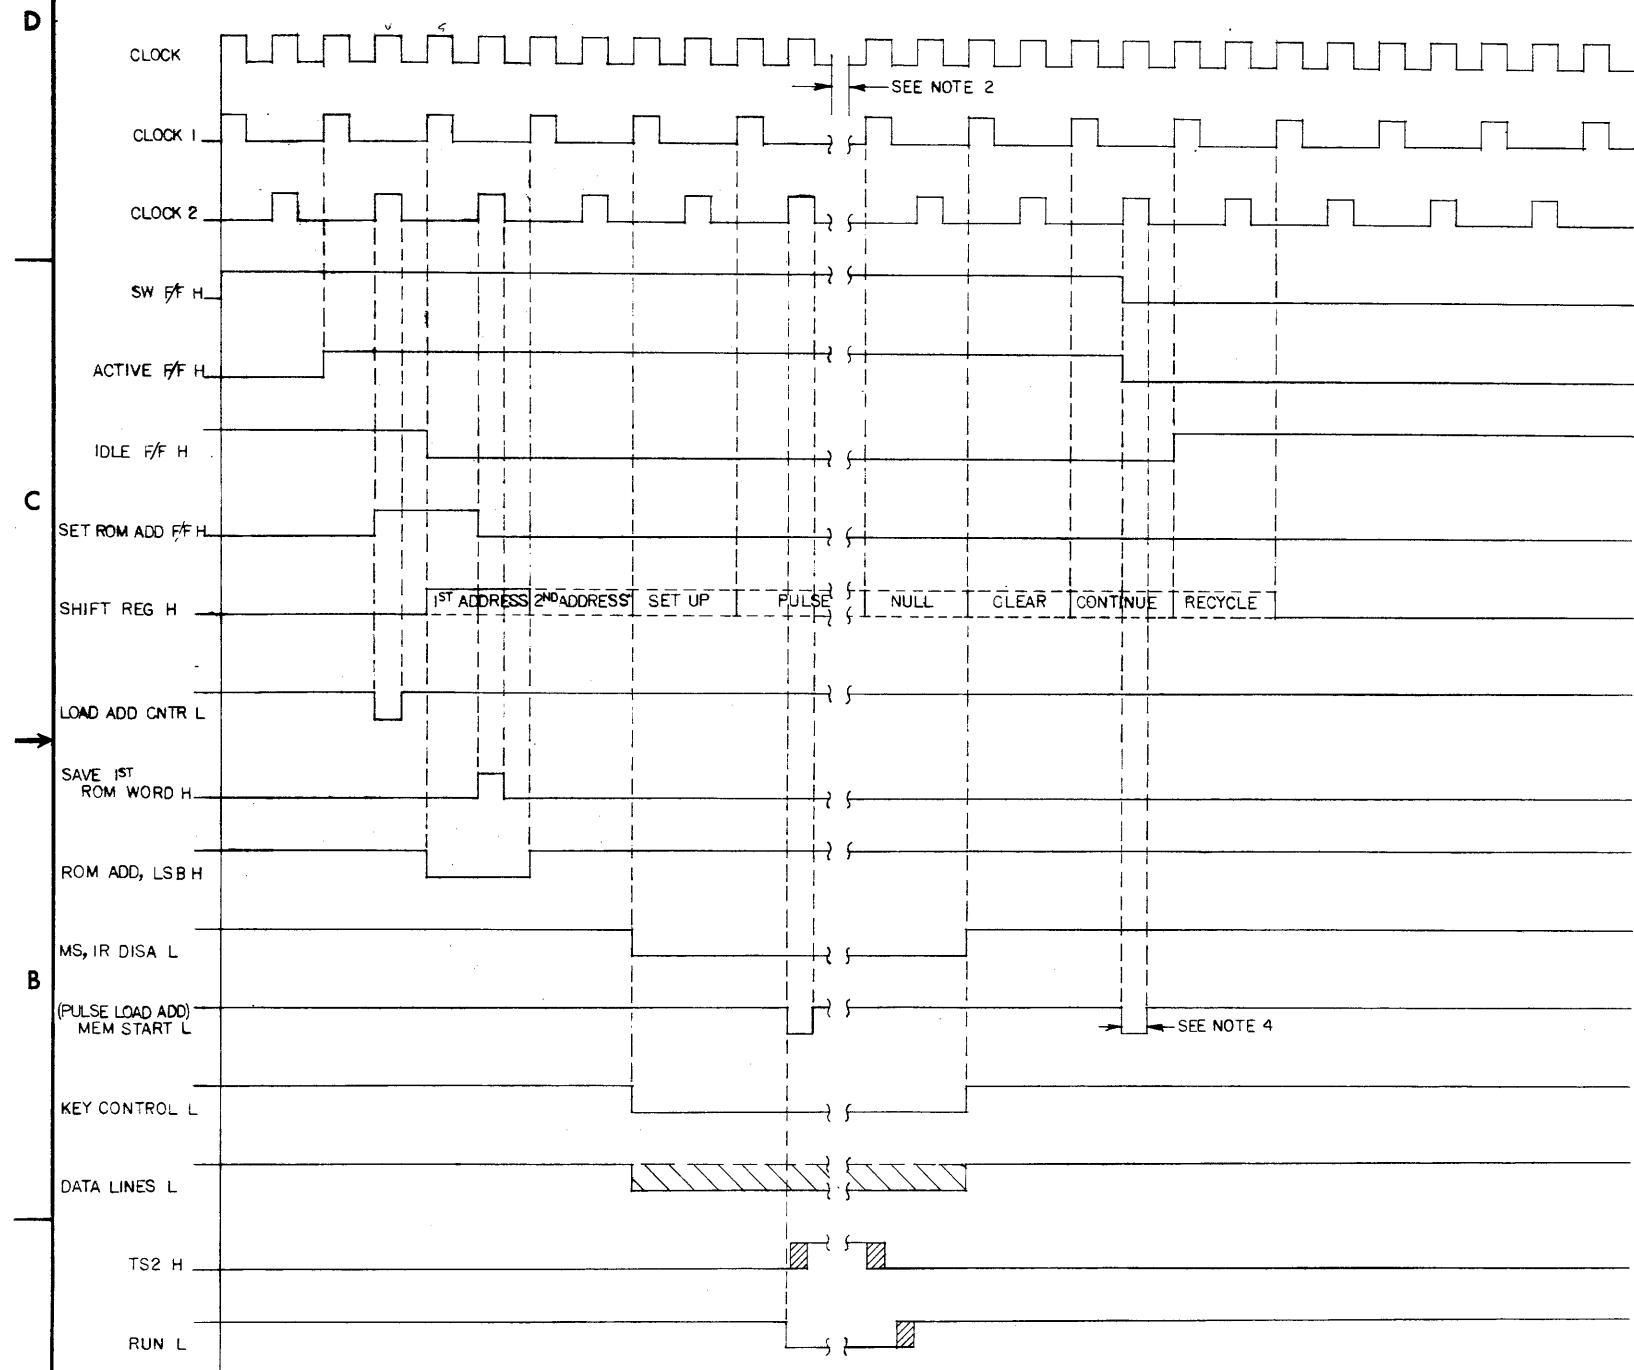 D
CLOCK
SEE NOTE 2
CLOCK 1
CLOCK 2
SW F/F H
ACTIVE F/F H
IDLE F/F H
C
SET ROM ADD F/F H
SHIFT REG H
1ST ADDRESS 2ND ADDRESS SET UP PULSE NULL CLEAR CONTINUE RECYCLE
LOAD ADD CNTR L
SAVE 1ST
ROM WORD H
ROM ADD, LSB H
MS, IR DISA L
B
(PULSE LOAD ADD)
MEM START L
SEE NOTE 4
KEY CONTROL L
DATA LINES L
TS2 H
RUN L